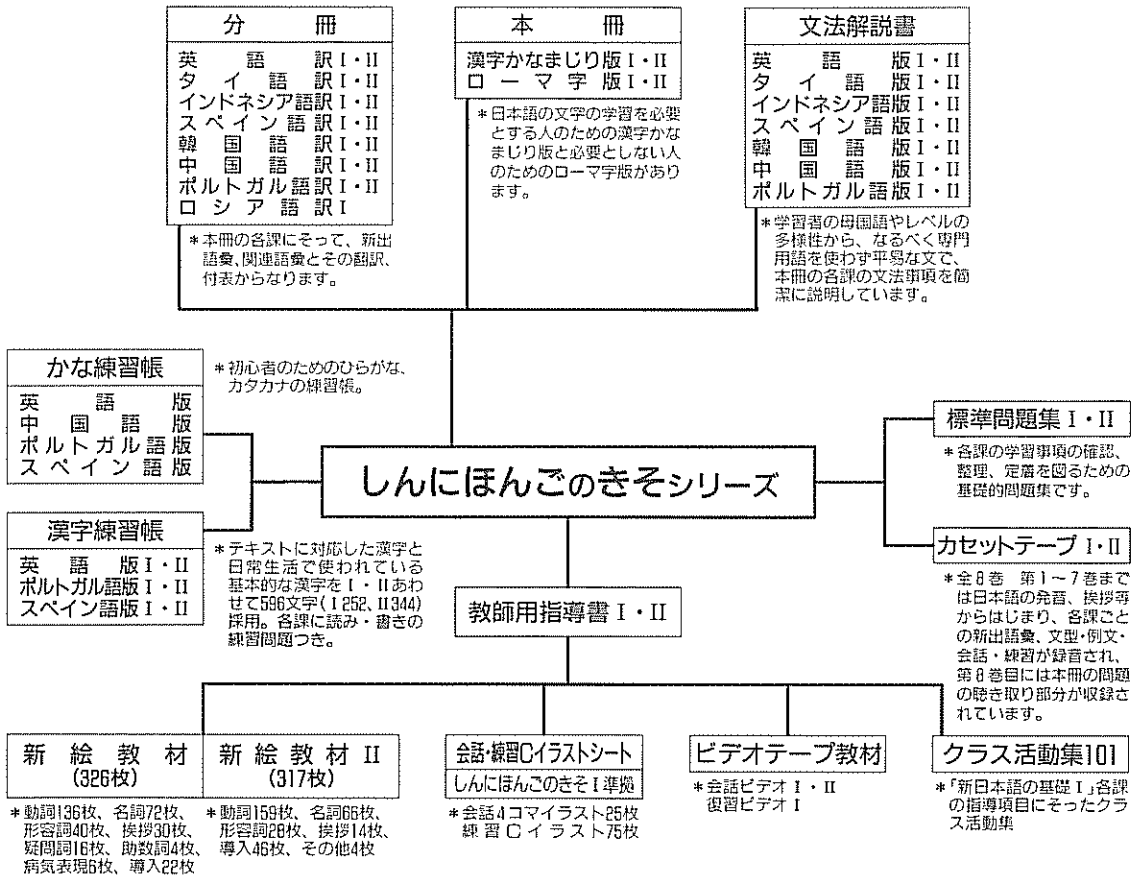 分冊
英語訳 I・II
タイ語訳 I・II
インドネシア語訳 I・II
スペイン語訳 I・II
韓国語訳 I・II
中国語訳 I・II
ポルトガル語訳 I・II
ロシア語訳 I
*本冊の各課にそって、新出
語彙、関連語彙とその翻訳、
付表からなります。
本冊
漢字かなまじり版 I・II
ローマ字版 I・II
*日本語の文字の学習を必要
とする人のための漢字かな
まじり版と必要としない人
のためのローマ字版があり
ます。
文法解説書
英語版 I・II
タイ語版 I・II
インドネシア語版 I・II
スペイン語版 I・II
韓国語版 I・II
中国語版 I・II
ポルトガル語版 I・II
*学習者の母国語やレベルの
多様性から、なるべく専門
用語を使わず平易な文で、
本冊の各課の文法事項を簡
潔に説明しています。
かな練習帳
英語版
中国語版
ポルトガル語版
スペイン語版
*初心者のためのひらがな、
カタカナの練習帳。
漢字練習帳
英語版 I・II
ポルトガル語版 I・II
スペイン語版 I・II
*テキストに対応した漢字と
日常生活で使われている
基本的な漢字を I・IIあわ
せて596文字(I 252、II 344)
採用。各課に読み・書きの
練習問題つき。
しんにほんごのきそシリーズ
標準問題集 I・II
*各課の学習事項の確認、
整理、定着を図るための
基礎的問題集です。
カセットテープ I・II
*全8巻 第1〜7巻まで
は日本語の発音、挨拶等
からはじまり、各課ごと
の新出語彙、文型・例文・
会話・練習が録音され、
第8巻目には本冊の問題
の聴き取り部分が収録さ
れています。
教師用指導書 I・II
新絵教材
(326枚)
*動詞136枚、名詞72枚、
形容詞40枚、挨拶30枚、
疑問詞16枚、助数詞4枚、
病気表現6枚、導入22枚
新絵教材 II
(317枚)
*動詞159枚、名詞66枚、
形容詞28枚、挨拶14枚、
導入46枚、その他4枚
会話・練習Cイラストシート
しんにほんごのきそ I 準拠
*会話4コマイラスト25枚
練習Cイラスト75枚
ビデオテープ教材
*会話ビデオ I・II
復習ビデオ I
クラス活動集101
*「新日本語の基礎 I」各課
の指導項目にそったクラ
ス活動集